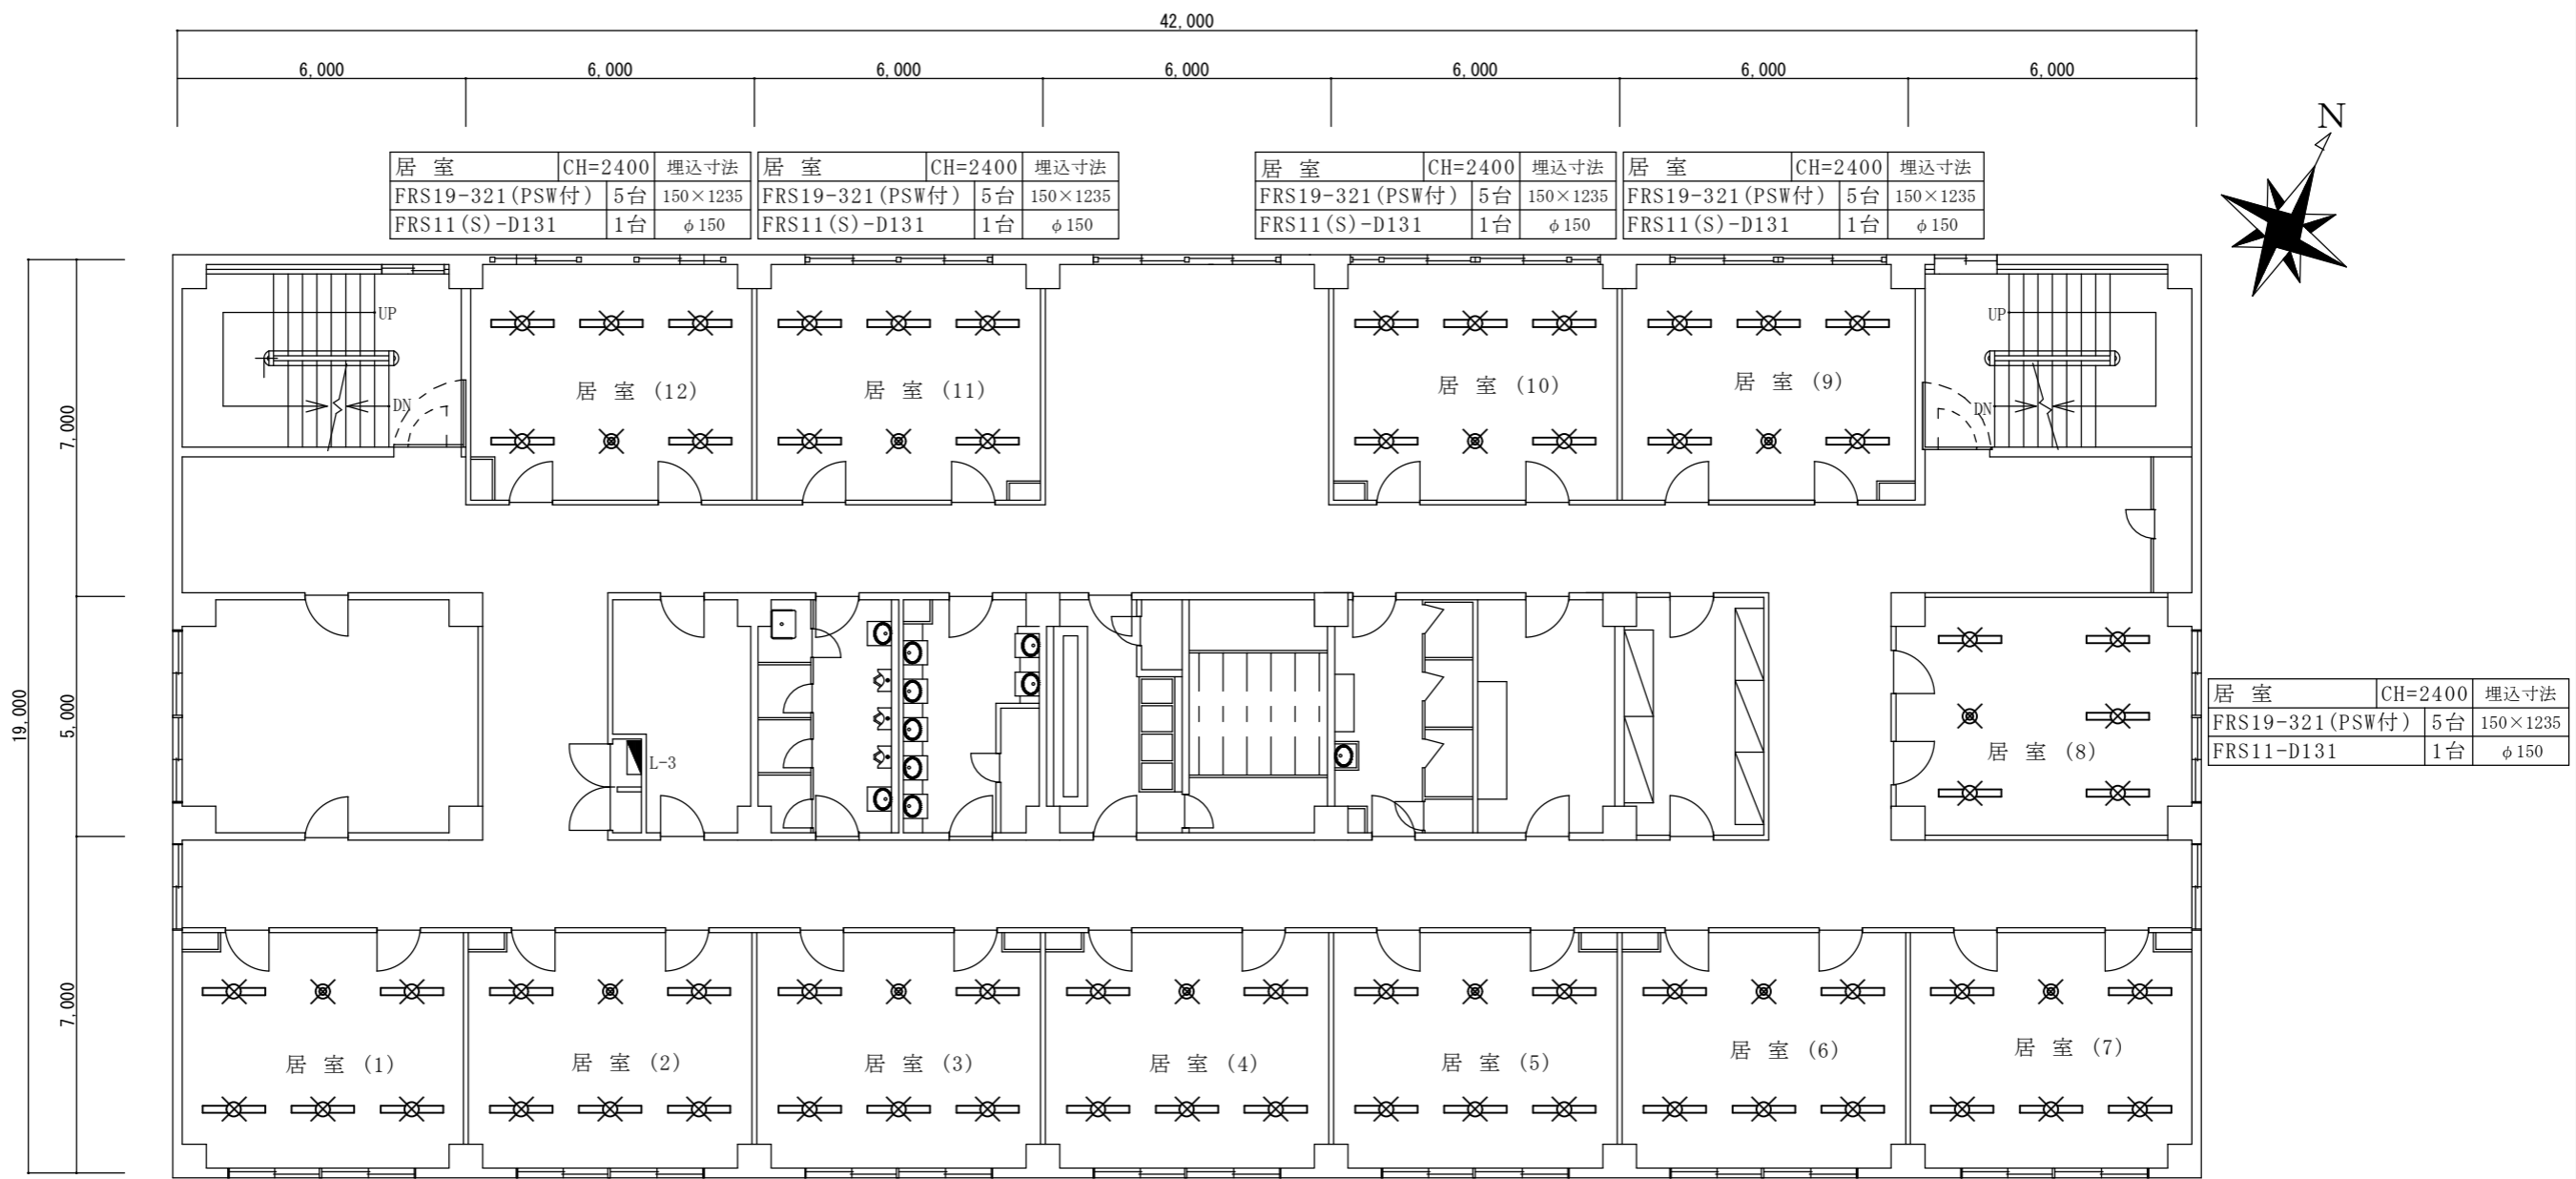 42,000
6,000 6,000 6,000 6,000 6,000 6,000 6,000
N
居 室 CH=2400 埋込寸法
FRS19-321(PSW付) 5台 150×1235
FRS11(S)-D131 1台 φ150
居 室 CH=2400 埋込寸法
FRS19-321(PSW付) 5台 150×1235
FRS11(S)-D131 1台 φ150
居 室 CH=2400 埋込寸法
FRS19-321(PSW付) 5台 150×1235
FRS11(S)-D131 1台 φ150
居 室 CH=2400 埋込寸法
FRS19-321(PSW付) 5台 150×1235
FRS11(S)-D131 1台 φ150
UP
UP
居 室 (12)
居 室 (11)
居 室 (10)
居 室 (9)
DN
DN
7,000
19,000
5,000
L-3
居 室 (8)
居 室 CH=2400 埋込寸法
FRS19-321(PSW付) 5台 150×1235
FRS11-D131 1台 φ150
7,000
居 室 (1)
居 室 (2)
居 室 (3)
居 室 (4)
居 室 (5)
居 室 (6)
居 室 (7)